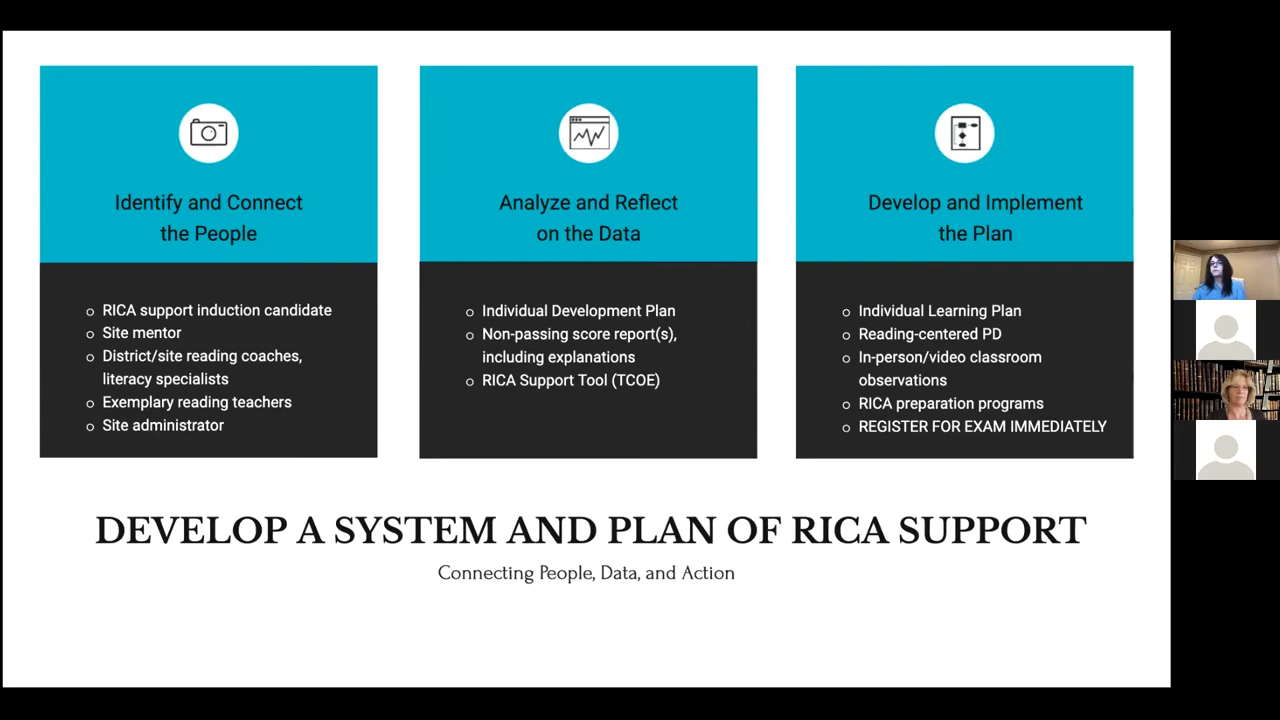 Identify and Connect
the People
o RICA support induction candidate
o Site mentor
o District/site reading coaches,
literacy specialists
o Exemplary reading teachers
o Site administrator
Analyze and Reflect
on the Data
o Individual Development Plan
o Non-passing score report(s),
including explanations
o RICA Support Tool (TCOE)
Develop and Implement
the Plan
o Individual Learning Plan
o Reading-centered PD
o In-person/video classroom
observations
o RICA preparation programs
o REGISTER FOR EXAM IMMEDIATELY
DEVELOP A SYSTEM AND PLAN OF RICA SUPPORT
Connecting People, Data, and Action